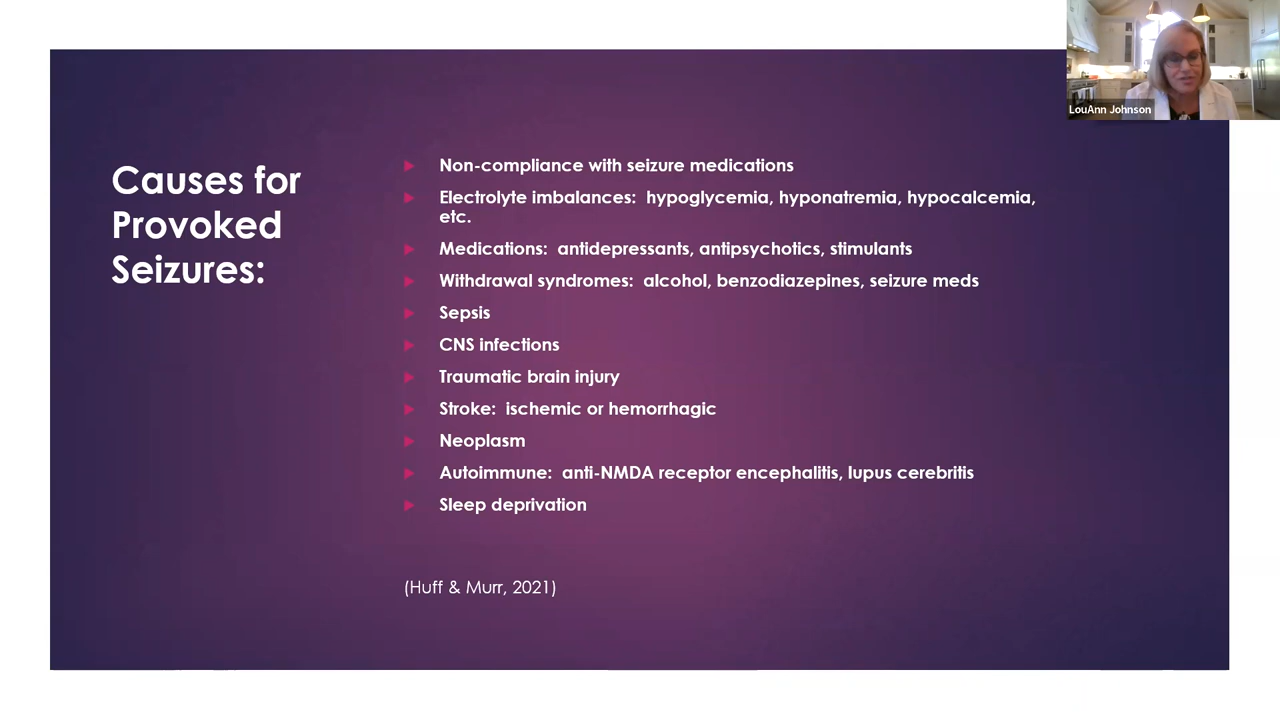 LouAnn Johnson
Causes for
Provoked
Seizures:
Non-compliance with seizure medications
Electrolyte imbalances:  hypoglycemia, hyponatremia, hypocalcemia,
etc.
Medications:  antidepressants, antipsychotics, stimulants
Withdrawal syndromes:  alcohol, benzodiazepines, seizure meds
Sepsis
CNS infections
Traumatic brain injury
Stroke:  ischemic or hemorrhagic
Neoplasm
Autoimmune:  anti-NMDA receptor encephalitis, lupus cerebritis
Sleep deprivation
(Huff & Murr, 2021)